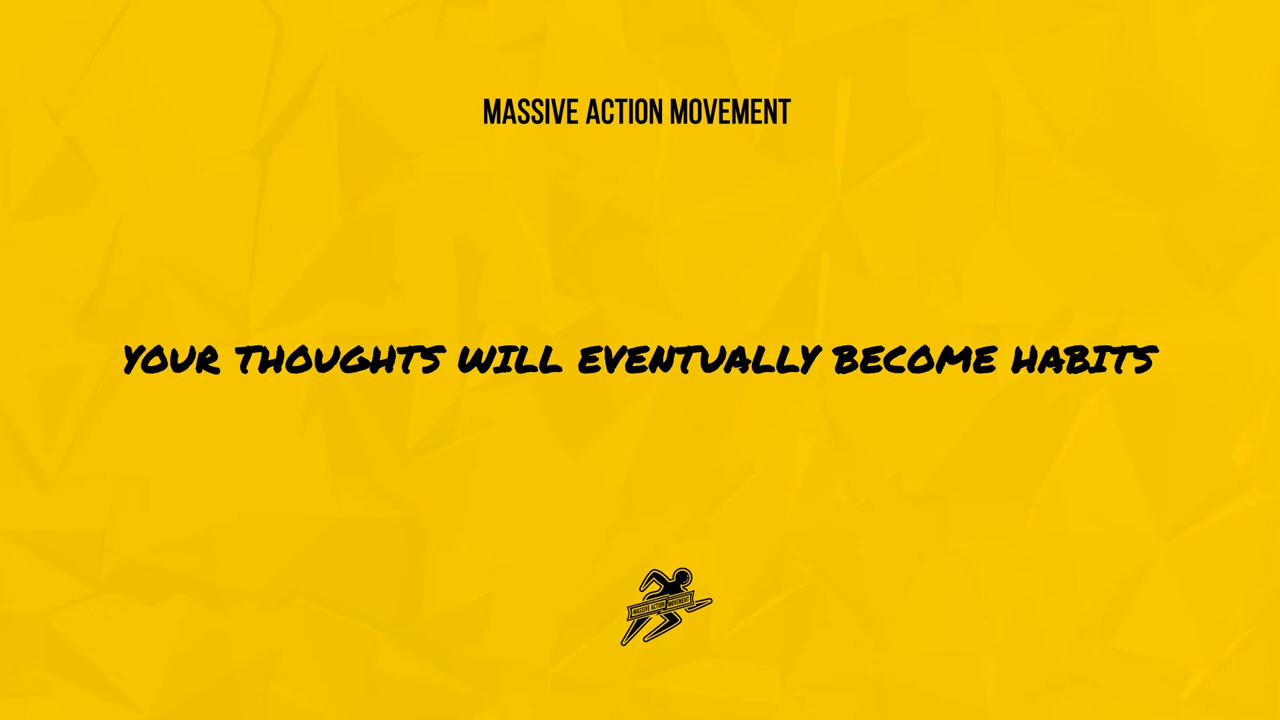 MASSIVE ACTION MOVEMENT
YOUR THOUGHTS WILL EVENTUALLY BECOME HABITS
MASSIVE ACTION MOVEMENT